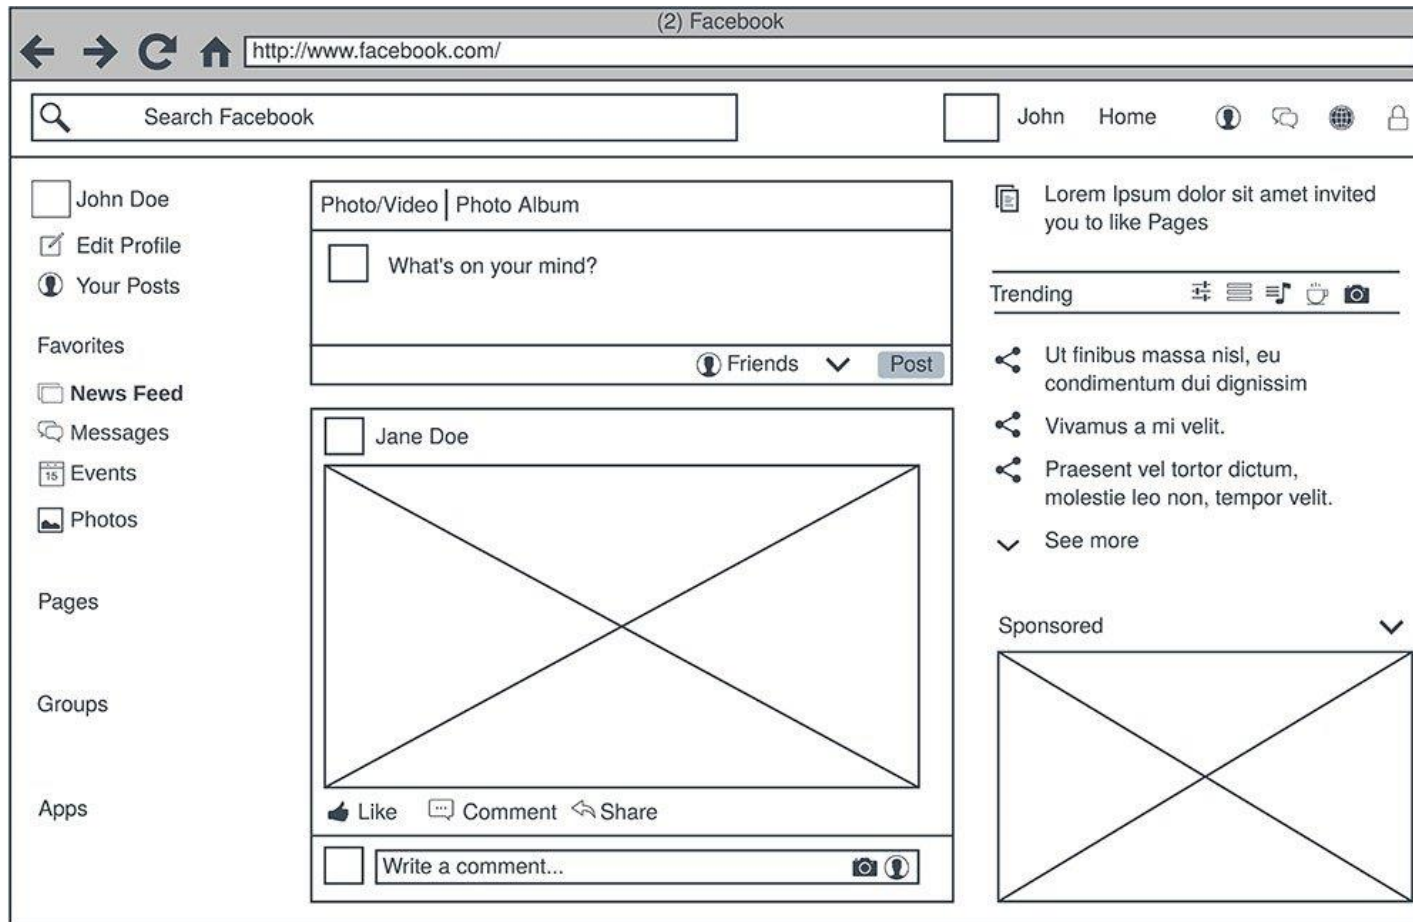 (2) Facebook
http://www.facebook.com/
Search Facebook
John Home
John Doe
Edit Profile
Your Posts
Favorites
News Feed
Messages
15 Events
Photos
Pages
Groups
Apps
Photo/Video | Photo Album
What's on your mind?
Friends Post
Jane Doe
Like Comment Share
Write a comment...
Lorem Ipsum dolor sit amet invited
you to like Pages
Trending
Ut finibus massa nisl, eu
condimentum dui dignissim
Vivamus a mi velit.
Praesent vel tortor dictum,
molestie leo non, tempor velit.
See more
Sponsored